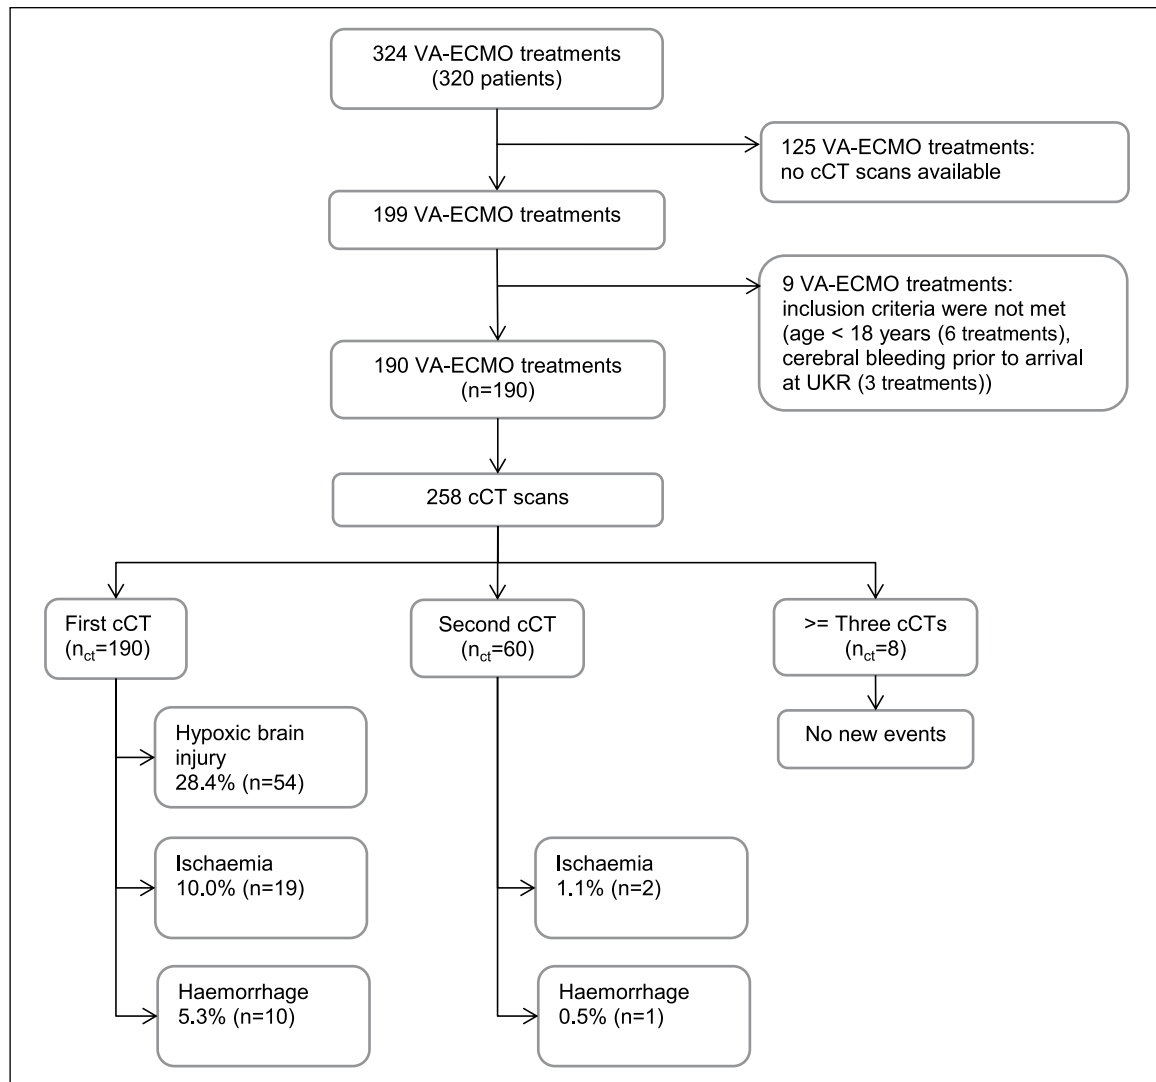 324 VA-ECMO treatments
(320 patients)
125 VA-ECMO treatments:
no cCT scans available
199 VA-ECMO treatments
9 VA-ECMO treatments:
inclusion criteria were not met
(age < 18 years (6 treatments),
cerebral bleeding prior to arrival
at UKR (3 treatments))
190 VA-ECMO treatments
(n=190)
258 cCT scans
First cCT
(nct=190)
Second cCT
(nct=60)
>= Three cCTs
(nct=8)
No new events
Hypoxic brain
injury
28.4% (n=54)
Ischaemia
10.0% (n=19)
Ischaemia
1.1% (n=2)
Haemorrhage
5.3% (n=10)
Haemorrhage
0.5% (n=1)